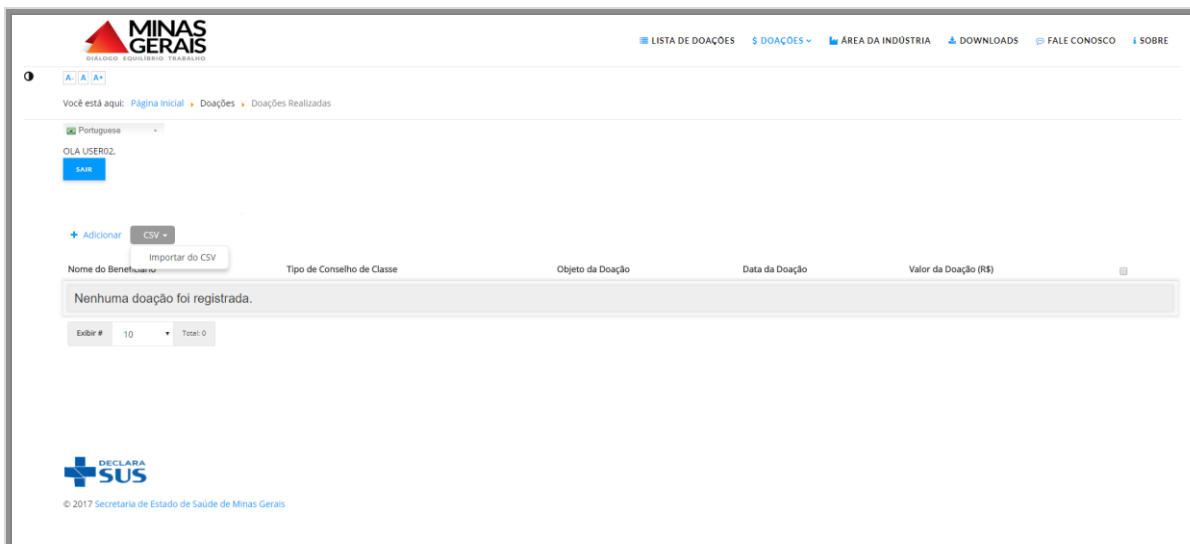 MINAS
GERAIS
DIÁLOGO EQUILÍBRIO TRABALHO
LISTA DE DOAÇÕES $ DOAÇÕES ÁREA DA INDÚSTRIA DOWNLOADS FALE CONOSCO i SOBRE
A- A A+
Você está aqui: Página Inicial Doações Doações Realizadas
Portuguese
OLA USER02,
SAIR
+ Adicionar CSV
Importar do CSV
Nome do Beneficiário Tipo de Conselho de Classe Objeto da Doação Data da Doação Valor da Doação (R$)
Nenhuma doação foi registrada.
Exibir # 10 Total: 0
DECLARA
SUS
© 2017 Secretaria de Estado de Saúde de Minas Gerais